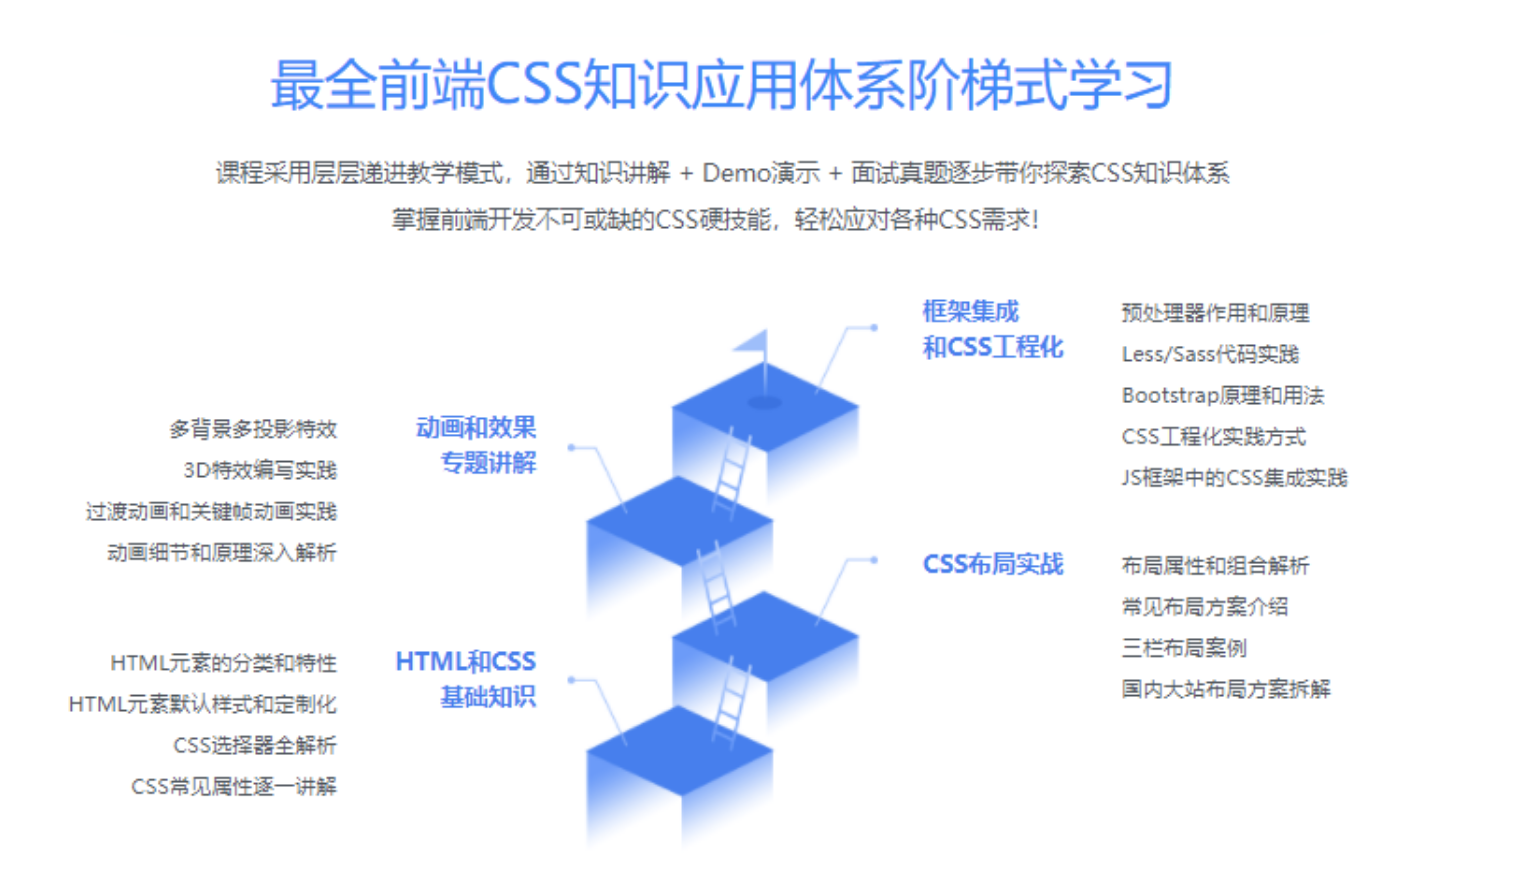 最全前端CSS知识应用体系阶梯式学习
课程采用层层递进教学模式，通过知识讲解 + Demo演示 + 面试真题逐步带你探索CSS知识体系
掌握前端开发不可或缺的CSS硬技能，轻松应对各种CSS需求!
框架集成
和CSS工程化
预处理器作用和原理
Less/Sass代码实践
Bootstrap原理和用法
CSS工程化实践方式
JS框架中的CSS集成实践
动画和效果
专题讲解
多背景多投影特效
3D特效编写实践
过渡动画和关键帧动画实践
动画细节和原理深入解析
CSS布局实战
布局属性和组合解析
常见布局方案介绍
三栏布局案例
国内大站布局方案拆解
HTML和CSS
基础知识
HTML元素的分类和特性
HTML元素默认样式和定制化
CSS选择器全解析
CSS常见属性逐一讲解